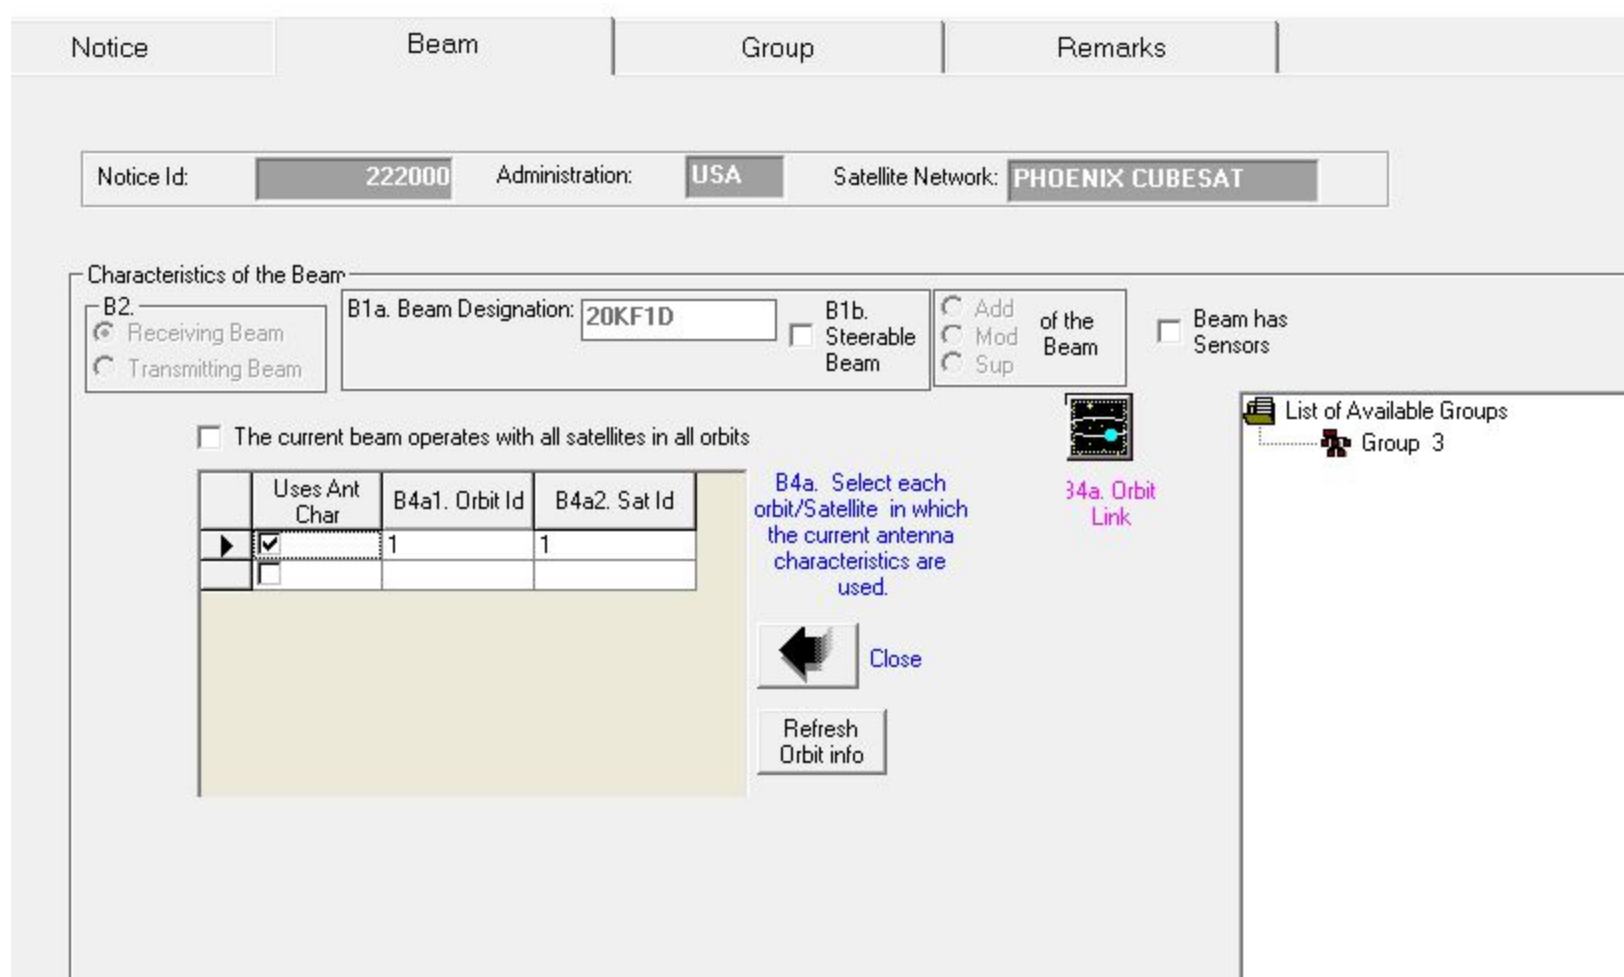 Notice Beam Group Remarks
Notice Id: 222000 Administration: USA Satellite Network: PHOENIX CUBESAT
Characteristics of the Beam
B2.
Receiving Beam
Transmitting Beam
B1a. Beam Designation: 20KF1D
B1b.
Steerable
Beam
Add
Mod
Sup
of the
Beam
Beam has
Sensors
The current beam operates with all satellites in all orbits
Uses Ant
Char
B4a1. Orbit Id
B4a2. Sat Id
1 1
B4a. Select each
orbit/Satellite in which
the current antenna
characteristics are
used.
Close
Refresh
Orbit info
34a. Orbit
Link
List of Available Groups
Group 3